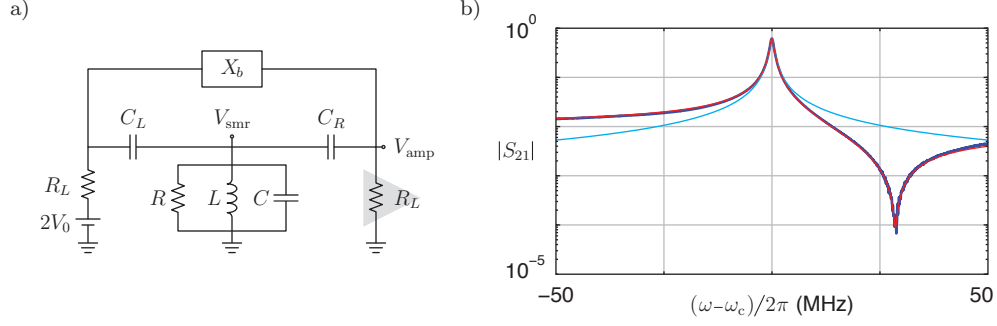 a)
X_b
C_L
V_smr
C_R
V_amp
R_L
R
L
C
R_L
2V_0
b)
10^0
|S_21|
10^-5
−50
50
(ω−ω_c)/2π (MHz)